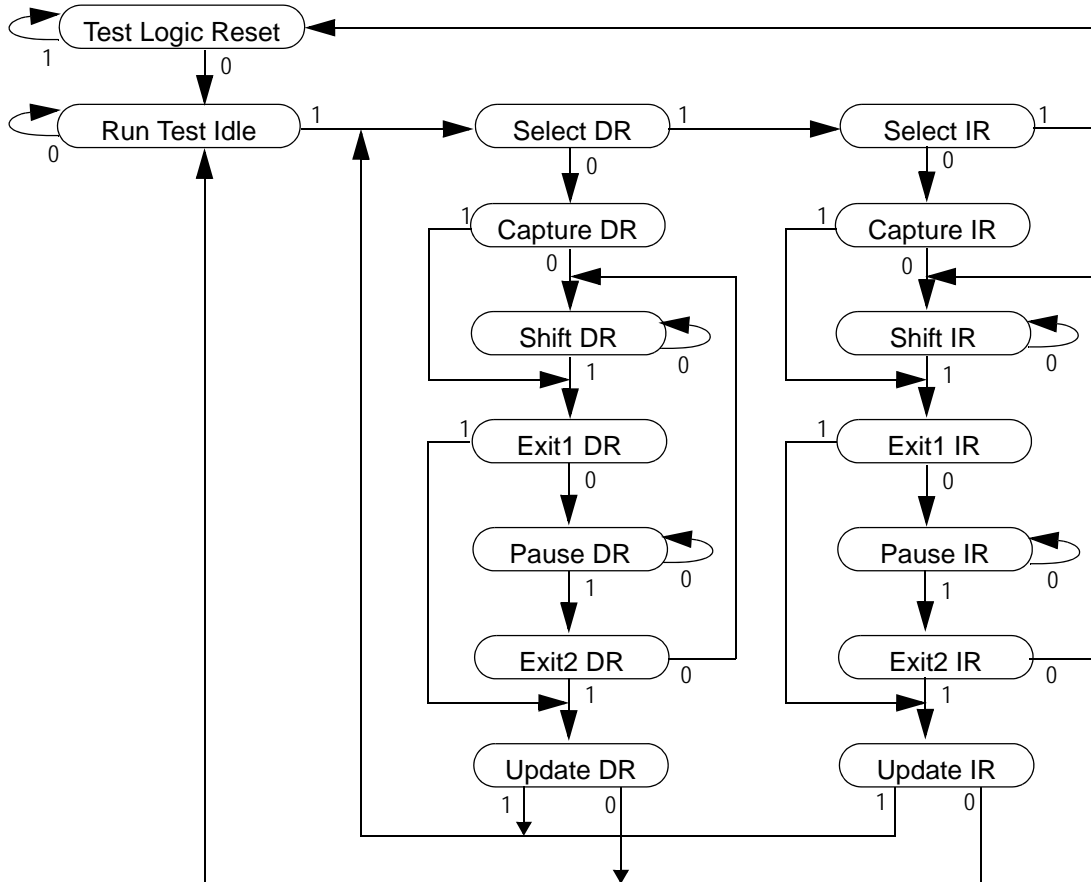 Test Logic Reset
1
0
Run Test Idle
0
1
Select DR
1
0
Select IR
1
0
1
Capture DR
0
1
Capture IR
0
Shift DR
0
1
Shift IR
0
1
1
Exit1 DR
0
1
Exit1 IR
0
Pause DR
0
1
Pause IR
0
1
Exit2 DR
0
1
Exit2 IR
0
1
Update DR
1
0
Update IR
1
0